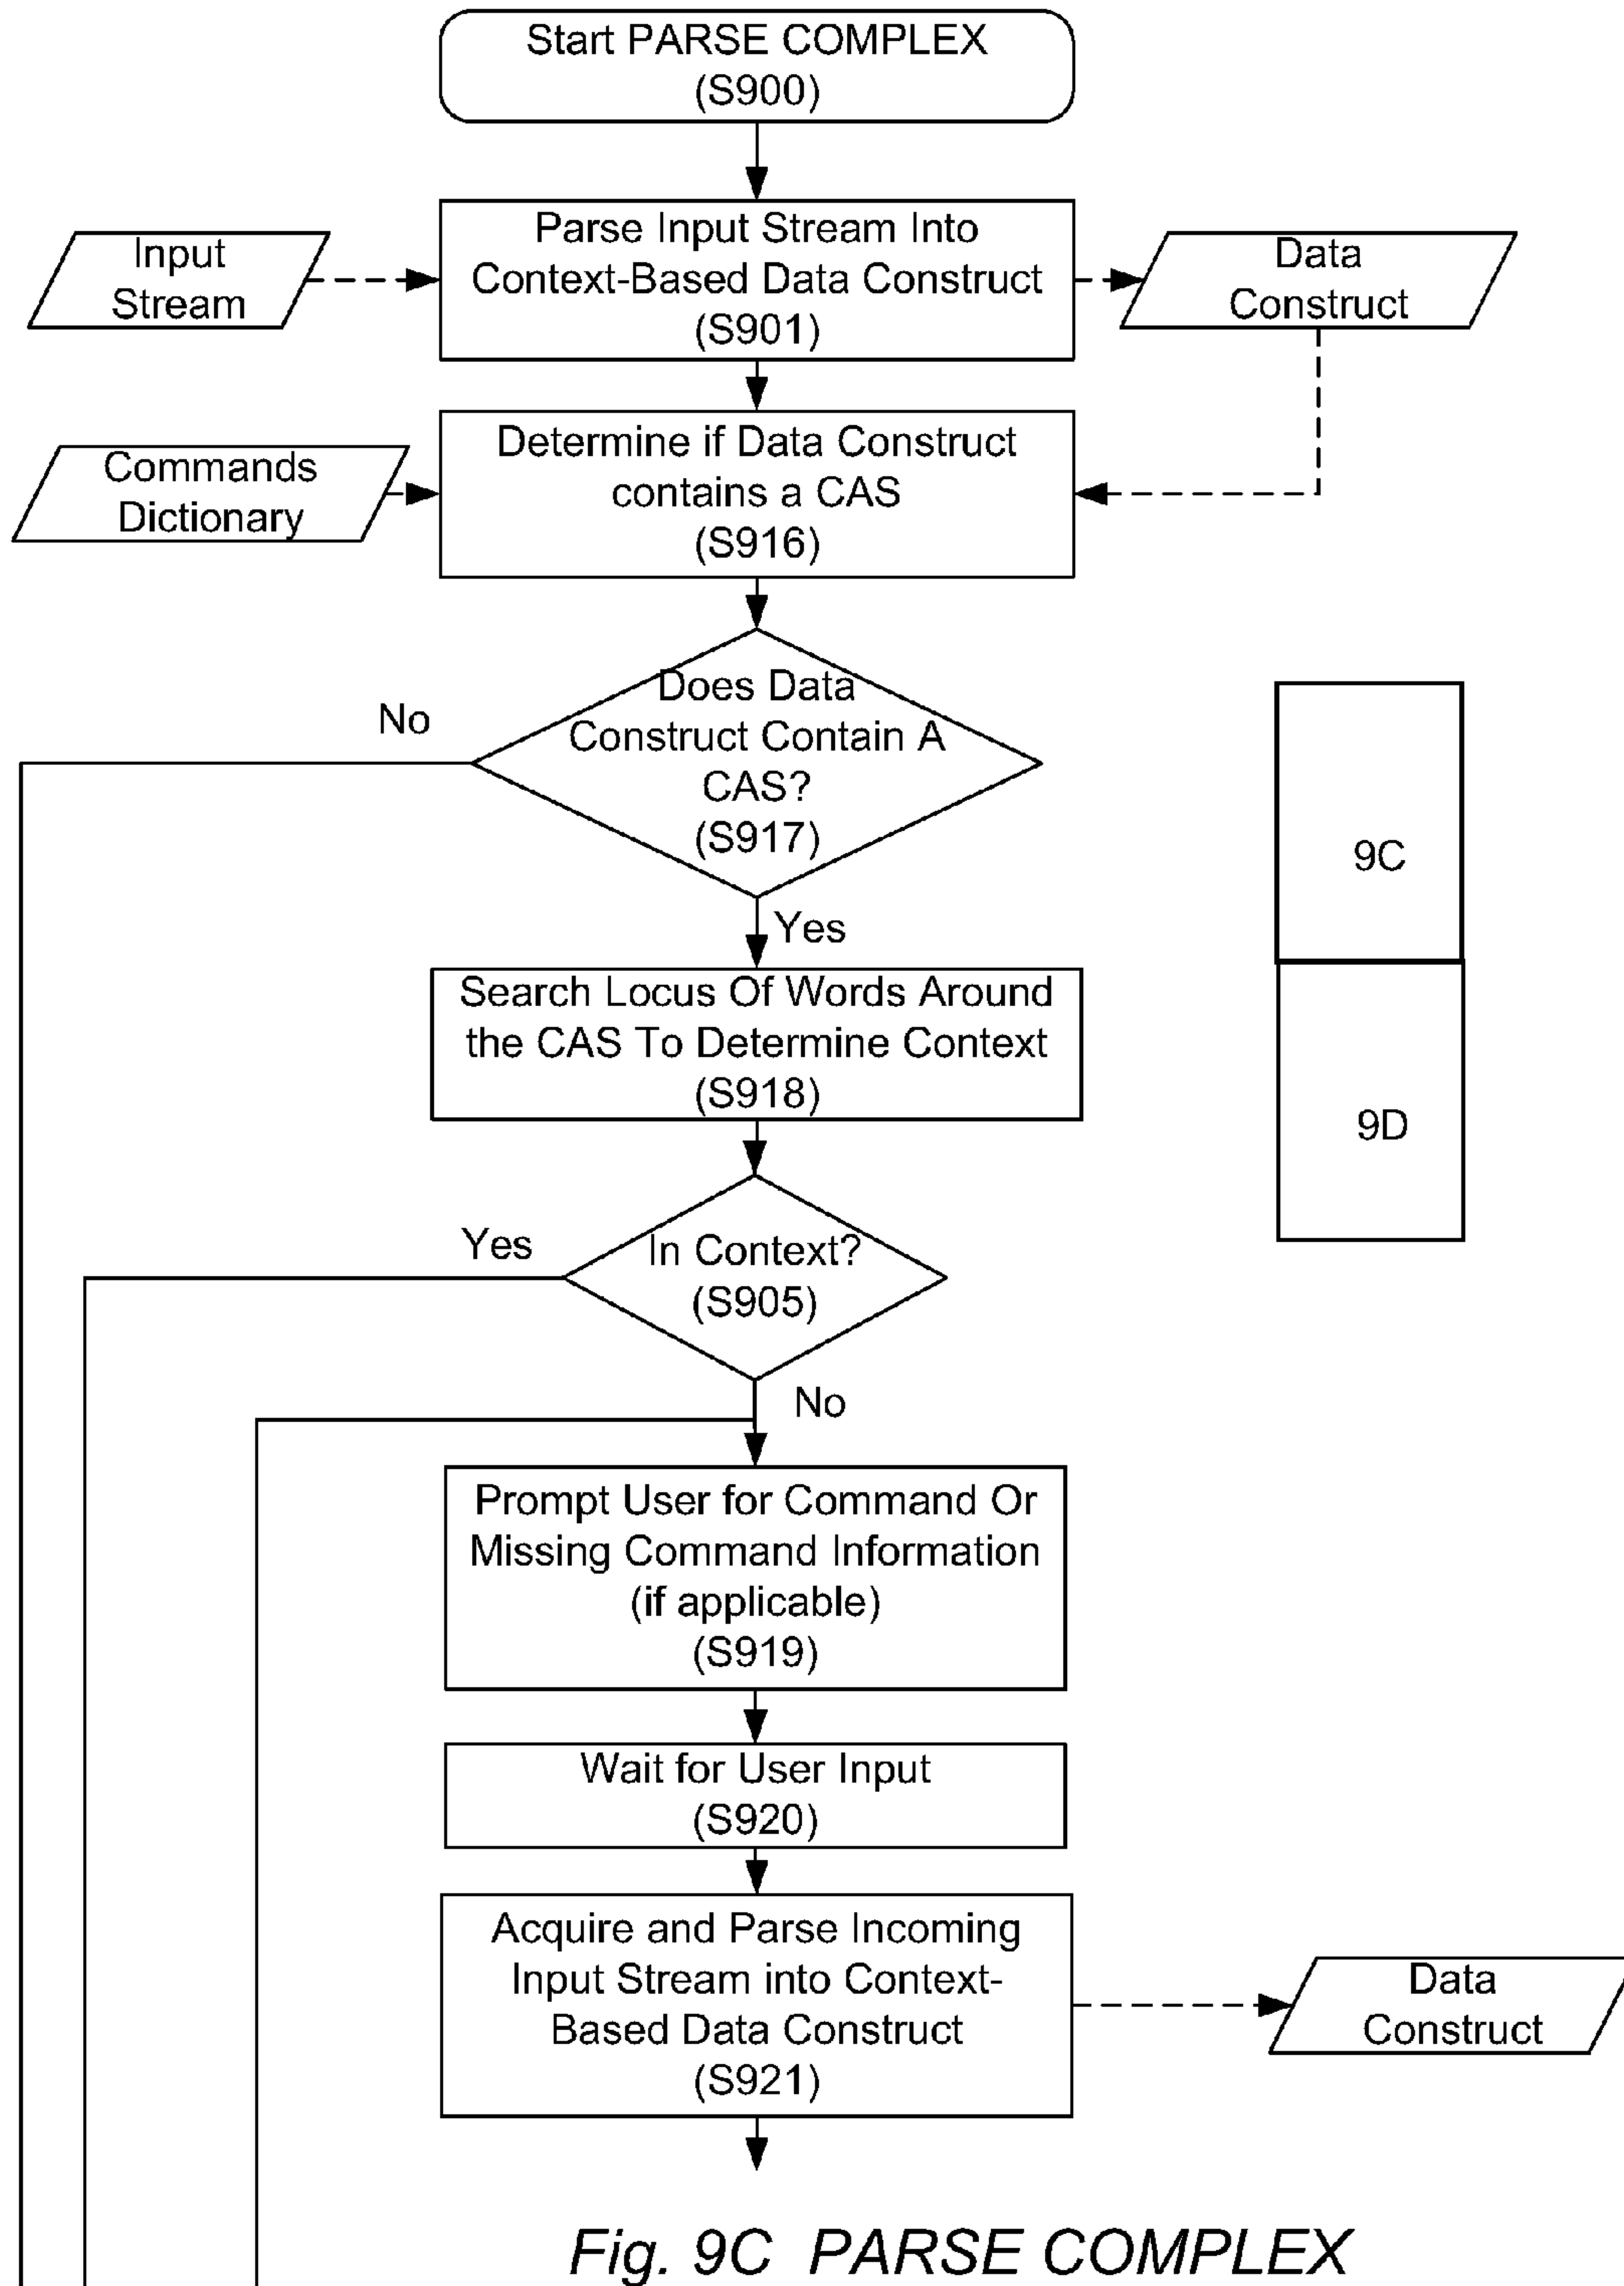 Start PARSE COMPLEX
(S900)
Input
Stream
Parse Input Stream Into
Context-Based Data Construct
(S901)
Data
Construct
Commands
Dictionary
Determine if Data Construct
contains a CAS
(S916)
Does Data
Construct Contain A
CAS?
(S917)
No
Yes
9C
9D
Search Locus Of Words Around
the CAS To Determine Context
(S918)
In Context?
(S905)
Yes
No
Prompt User for Command Or
Missing Command Information
(if applicable)
(S919)
Wait for User Input
(S920)
Acquire and Parse Incoming
Input Stream into Context-
Based Data Construct
(S921)
Data
Construct
Fig. 9C PARSE COMPLEX